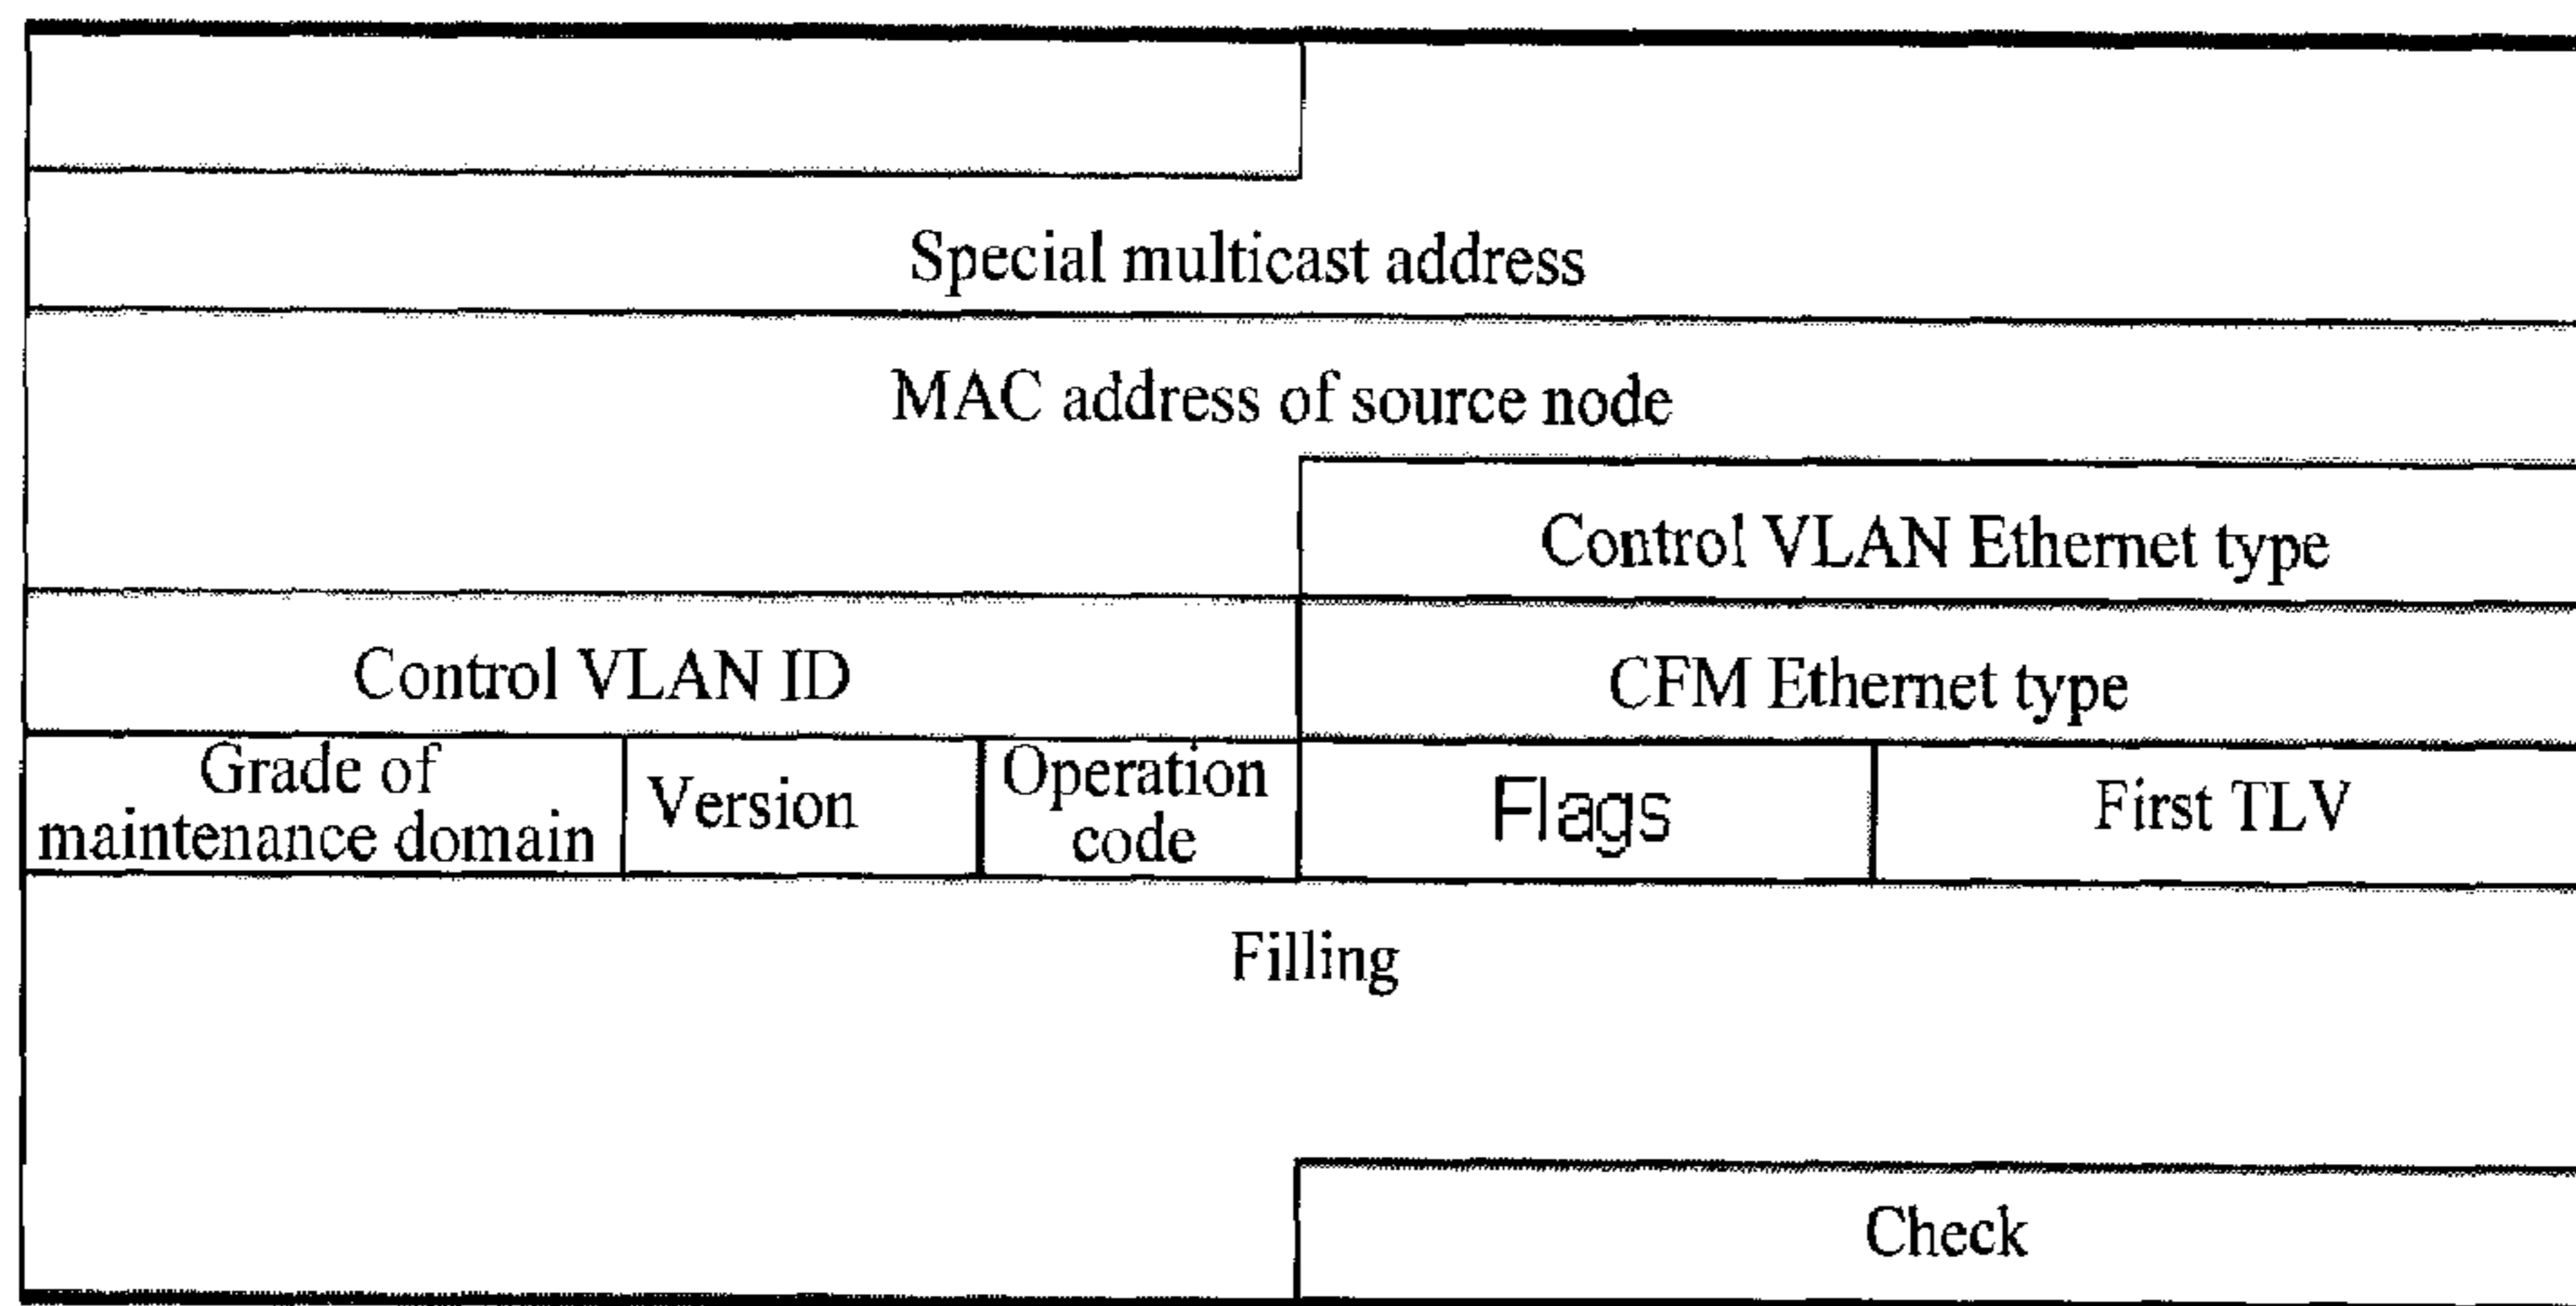 Special multicast address
MAC address of source node
Control VLAN Ethernet type
Control VLAN ID
CFM Ethernet type
Grade of
maintenance domain
Version
Operation
code
Flags
First TLV
Filling
Check